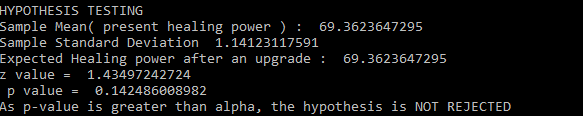 HYPOTHESIS TESTING
Sample Mean( present healing power ) :  69.3623647295
Sample Standard Deviation  1.14123117591
Expected Healing power after an upgrade :  69.3623647295
z value =  1.43497242724
 p value =  0.142486008982
As p-value is greater than alpha, the hypothesis is NOT REJECTED